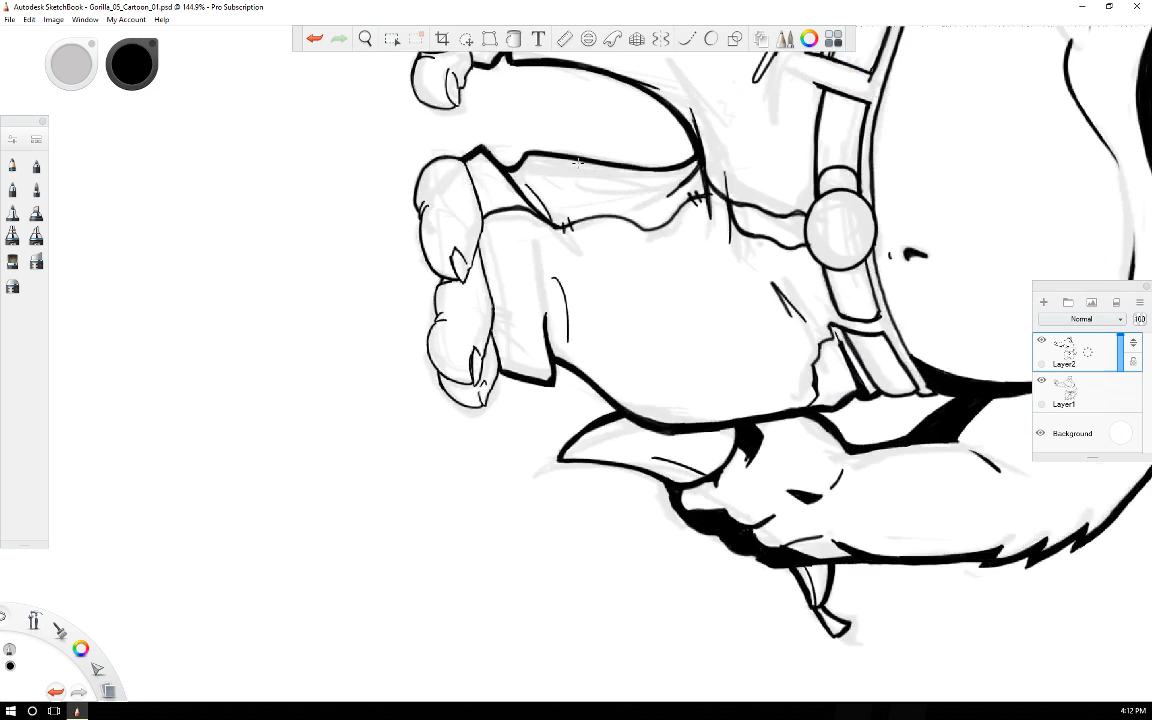 Autodesk SketchBook - Gorilla_05_Cartoon_01.psd @ 144.9% - Pro Subscription
File Edit Image Window My Account Help
T
Normal
100
Layer2
Layer1
Background
4:12 PM